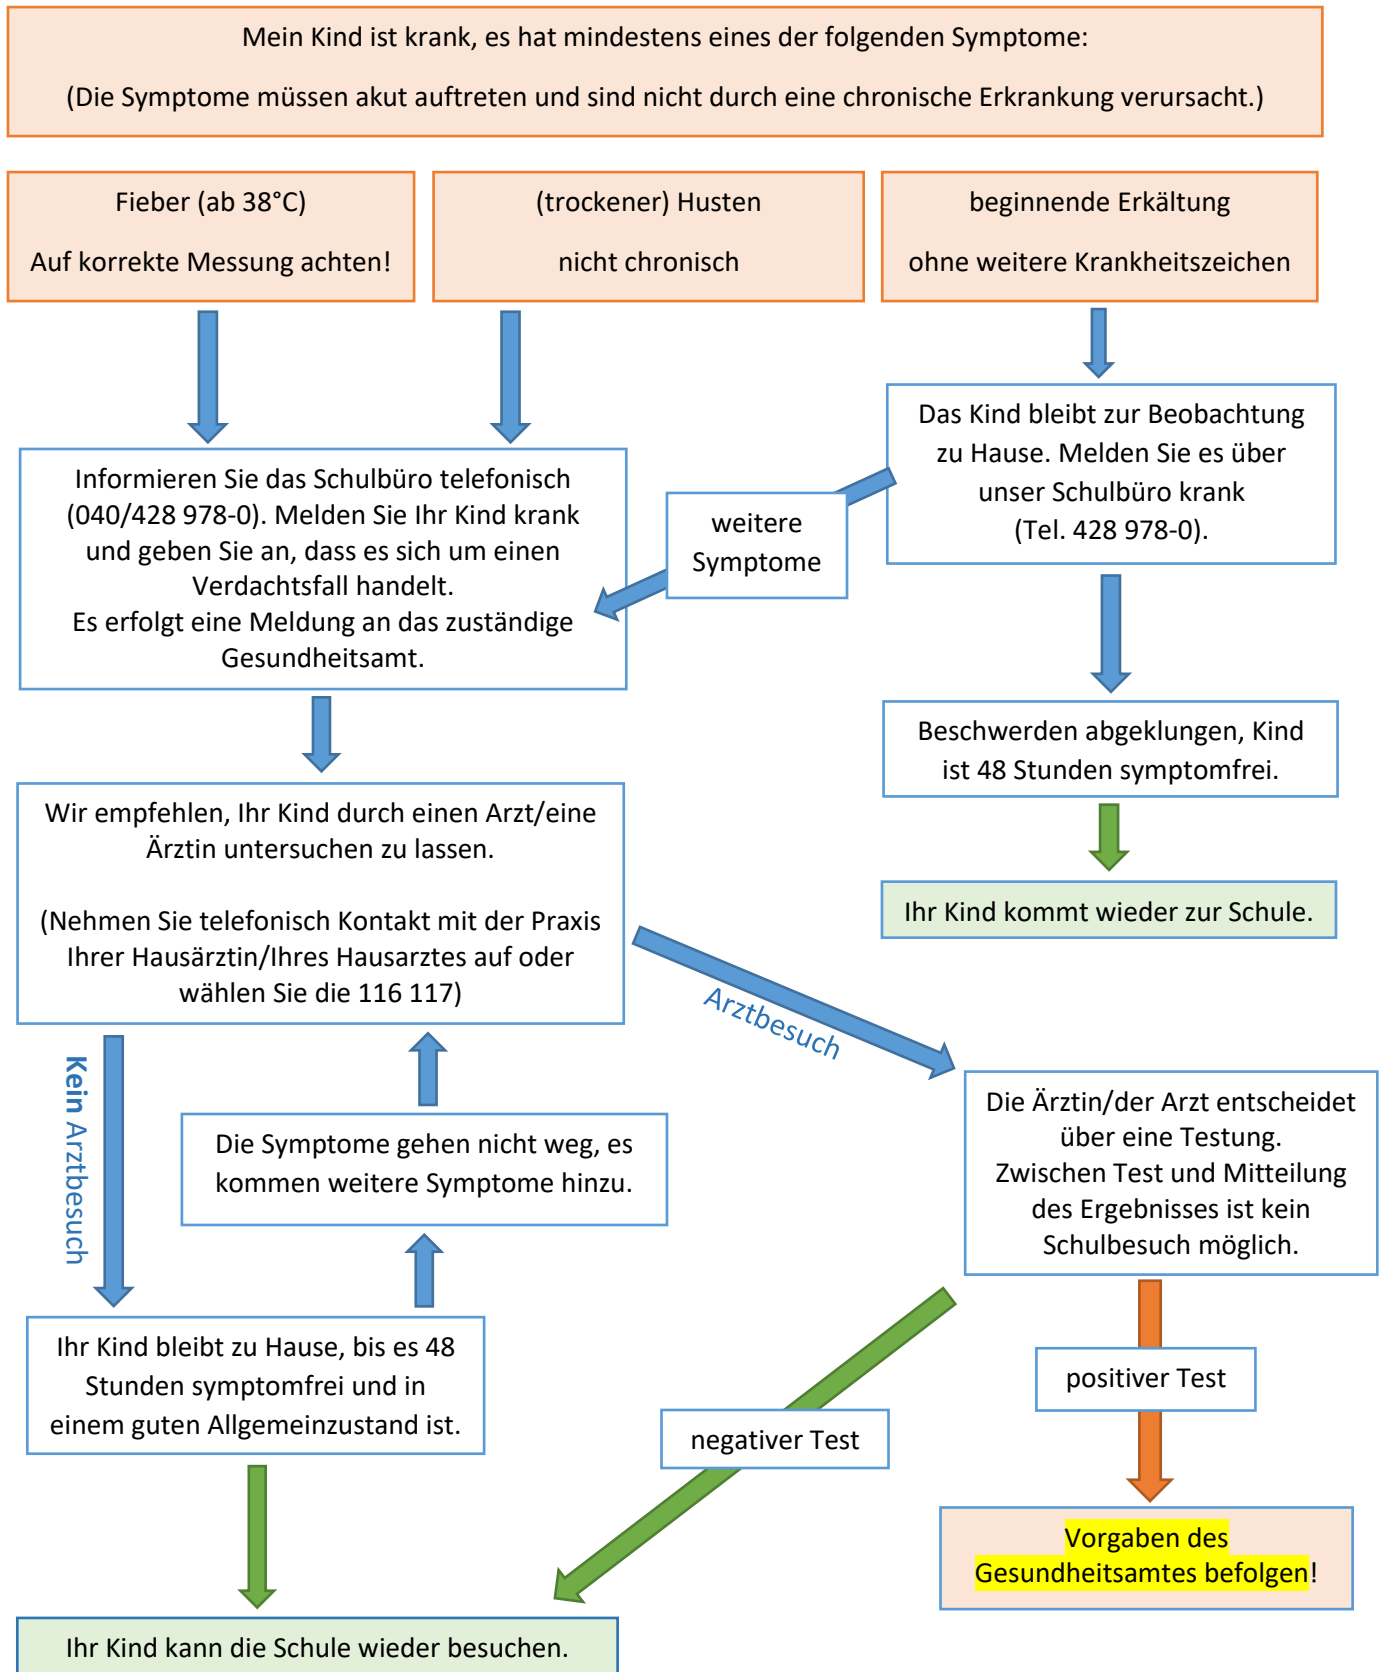 Mein Kind ist krank, es hat mindestens eines der folgenden Symptome:
(Die Symptome müssen akut auftreten und sind nicht durch eine chronische Erkrankung verursacht.)
Fieber (ab 38°C)
Auf korrekte Messung achten!
(trockener) Husten
nicht chronisch
beginnende Erkältung
ohne weitere Krankheitszeichen
Das Kind bleibt zur Beobachtung
zu Hause. Melden Sie es über
unser Schulbüro krank
(Tel. 428 978-0).
Informieren Sie das Schulbüro telefonisch
(040/428 978-0). Melden Sie Ihr Kind krank
und geben Sie an, dass es sich um einen
Verdachtsfall handelt.
Es erfolgt eine Meldung an das zuständige
Gesundheitsamt.
weitere
Symptome
Beschwerden abgeklungen, Kind
ist 48 Stunden symptomfrei.
Ihr Kind kommt wieder zur Schule.
Wir empfehlen, Ihr Kind durch einen Arzt/eine
Ärztin untersuchen zu lassen.
(Nehmen Sie telefonisch Kontakt mit der Praxis
Ihrer Hausärztin/Ihres Hausarztes auf oder
wählen Sie die 116 117)
Arztbesuch
Kein Arztbesuch
Die Symptome gehen nicht weg, es
kommen weitere Symptome hinzu.
Die Ärztin/der Arzt entscheidet
über eine Testung.
Zwischen Test und Mitteilung
des Ergebnisses ist kein
Schulbesuch möglich.
Ihr Kind bleibt zu Hause, bis es 48
Stunden symptomfrei und in
einem guten Allgemeinzustand ist.
negativer Test
positiver Test
Vorgaben des
Gesundheitsamtes befolgen!
Ihr Kind kann die Schule wieder besuchen.